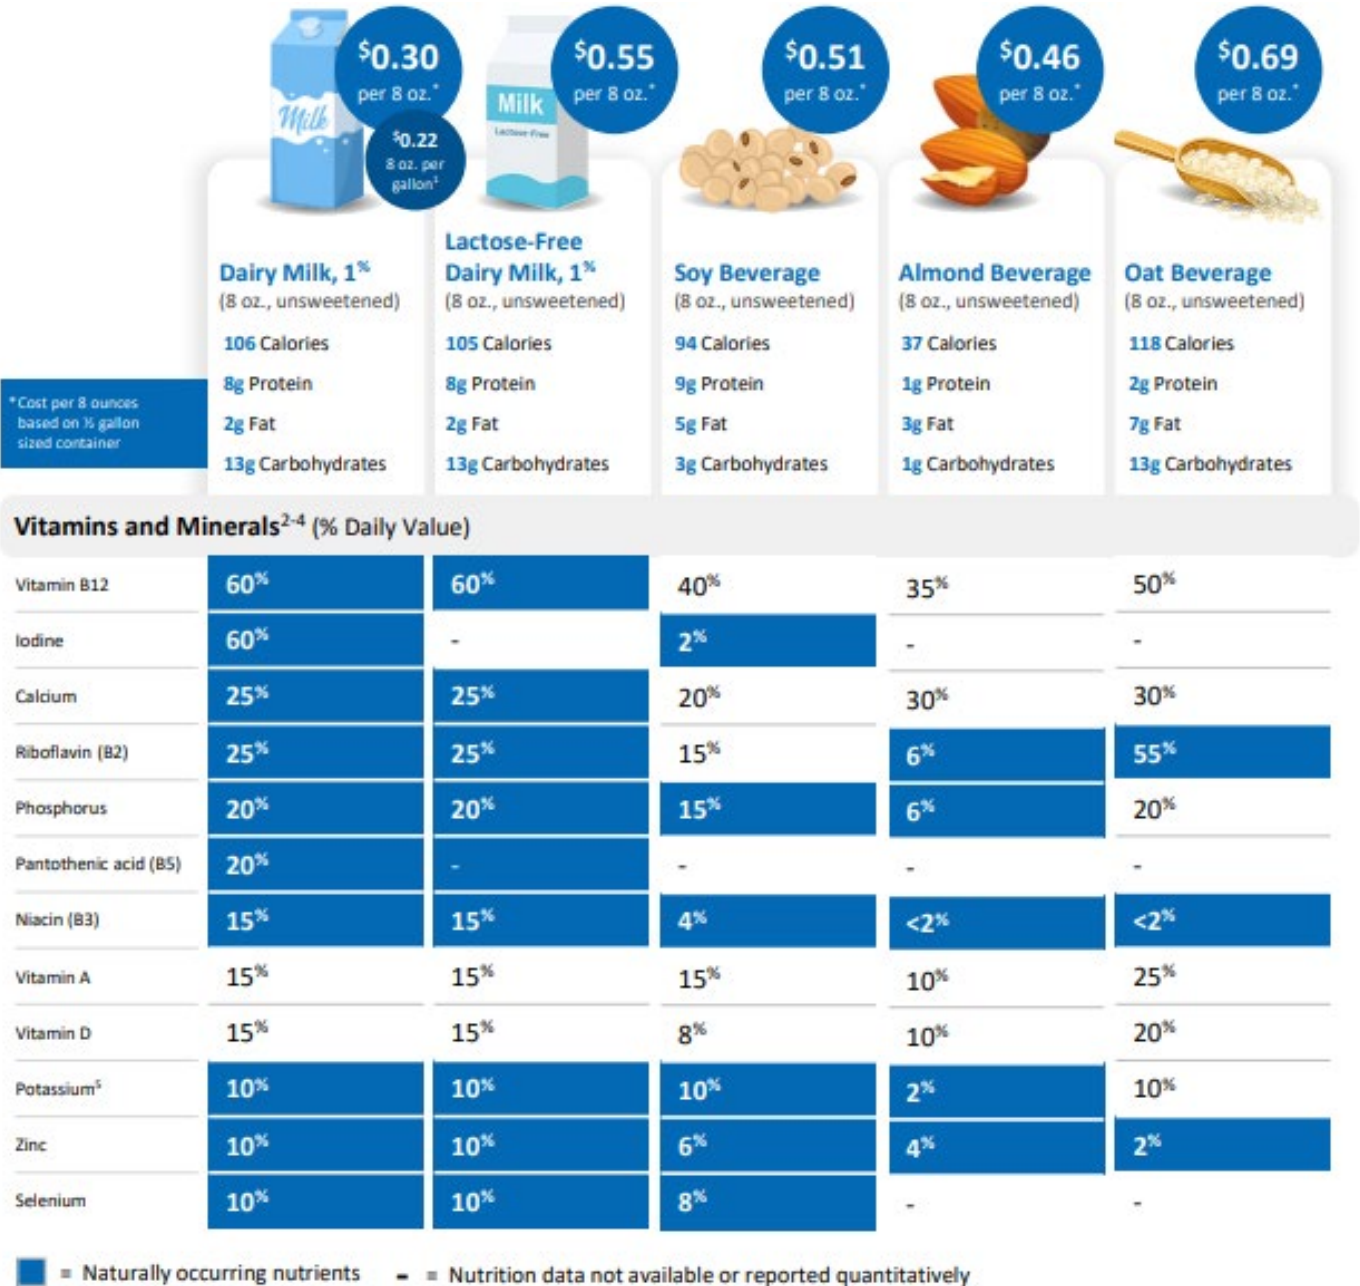 $0.30
per 8 oz.*
$0.22
8 oz. per
gallon‡
Milk
$0.55
per 8 oz.*
Milk
Lactose-Free
$0.51
per 8 oz.*
$0.46
per 8 oz.*
$0.69
per 8 oz.*
Dairy Milk, 1%
(8 oz., unsweetened)
106 Calories
8g Protein
2g Fat
13g Carbohydrates
Lactose-Free
Dairy Milk, 1%
(8 oz., unsweetened)
105 Calories
8g Protein
2g Fat
13g Carbohydrates
Soy Beverage
(8 oz., unsweetened)
94 Calories
9g Protein
5g Fat
3g Carbohydrates
Almond Beverage
(8 oz., unsweetened)
37 Calories
1g Protein
3g Fat
1g Carbohydrates
Oat Beverage
(8 oz., unsweetened)
118 Calories
2g Protein
7g Fat
13g Carbohydrates
*Cost per 8 ounces
based on ½ gallon
sized container
Vitamins and Minerals2-4 (% Daily Value)
Vitamin B12 60% 60% 40% 35% 50%
Iodine 60% - 2% - -
Calcium 25% 25% 20% 30% 30%
Riboflavin (B2) 25% 25% 15% 6% 55%
Phosphorus 20% 20% 15% 6% 20%
Pantothenic acid (B5) 20% - - - -
Niacin (B3) 15% 15% 4% <2% <2%
Vitamin A 15% 15% 15% 10% 25%
Vitamin D 15% 15% 8% 10% 20%
Potassium5 10% 10% 10% 2% 10%
Zinc 10% 10% 6% 4% 2%
Selenium 10% 10% 8% - -
= Naturally occurring nutrients - = Nutrition data not available or reported quantitatively